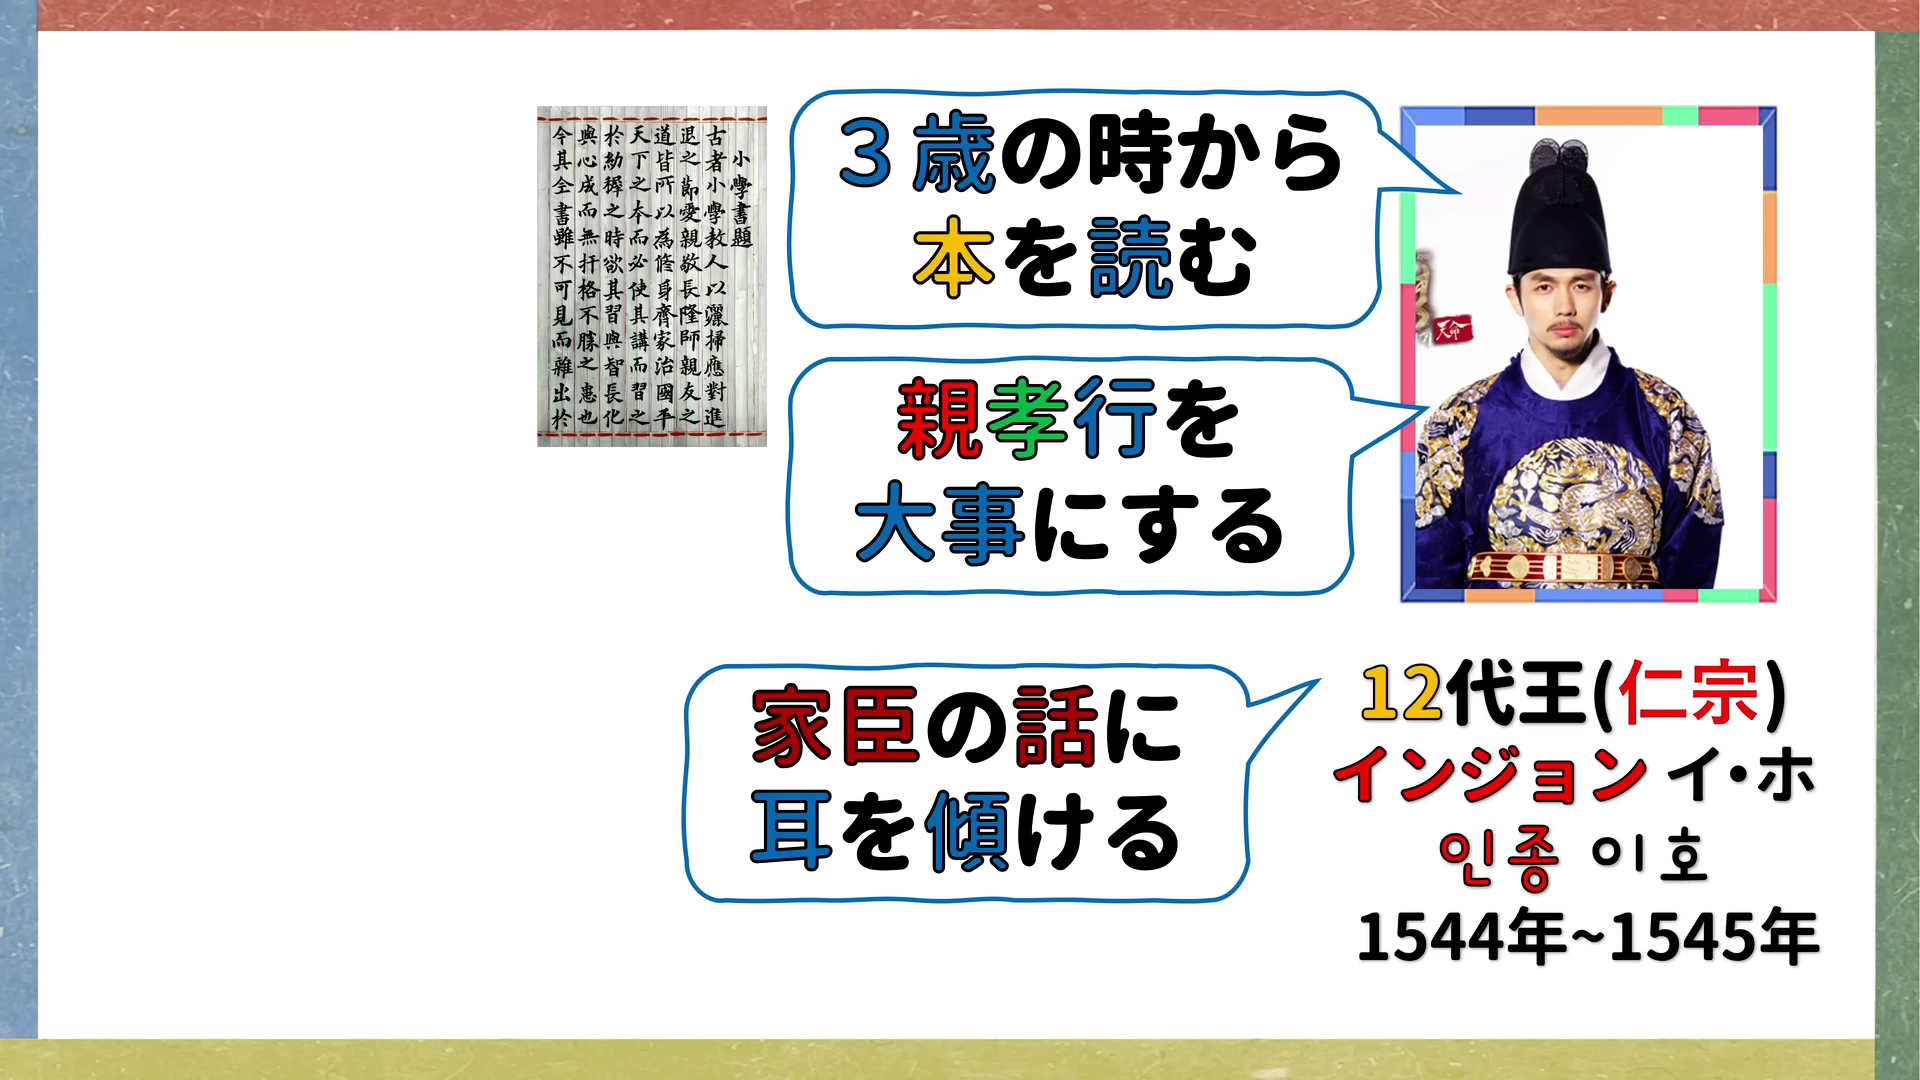 ３歳の時から
本を読む
親孝行を
大事にする
家臣の話に
耳を傾ける
12代王(仁宗)
インジョン イ・ホ
인종 이호
1544年~1545年
小學書題
古者小學教人以灑掃應對進
退之節愛親敬長隆師親友之
道皆所以為修身齊家治國平
天下之本而必使其講而習之
於幼穉之時欲其習與智長化
與心成而無扞格不勝之患也
今其全書雖不可見而雜出於
天命